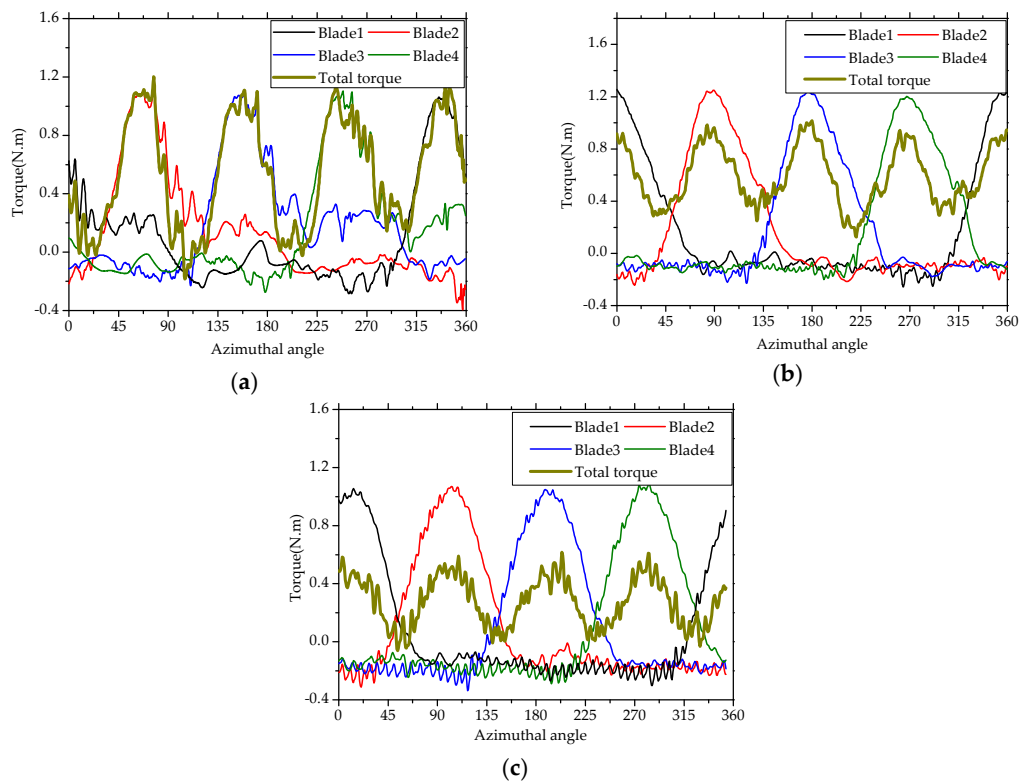 1.6
1.2
0.8
0.4
0.0
-0.4
Torque(N.m)
Blade1 Blade2
Blade3 Blade4
Total torque
0 45 90 135 180 225 270 315 360
Azimuthal angle
(a)
1.6
1.2
0.8
0.4
0.0
-0.4
Torque(N.m)
Blade1 Blade2
Blade3 Blade4
Total torque
0 45 90 135 180 225 270 315 360
Azimuthal angle
(b)
1.6
1.2
0.8
0.4
0.0
-0.4
Torque(N.m)
Blade1 Blade2
Blade3 Blade4
Total torque
0 45 90 135 180 225 270 315 360
Azimuthal angle
(c)